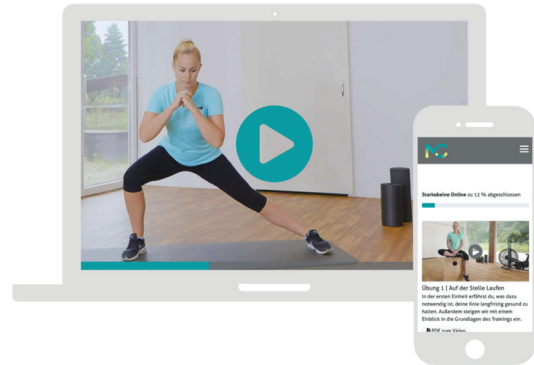 Starkebeine Online zu 12 % abgeschlossen
Übung 1 | Auf der Stelle Laufen
In der ersten Einheit erfährst du, was dazu
notwendig ist, deine Knie langfristig gesund zu
halten. Außerdem steigen wir mit einem
Einblick in die Grundlagen des Trainings ein.
PDF zum Video